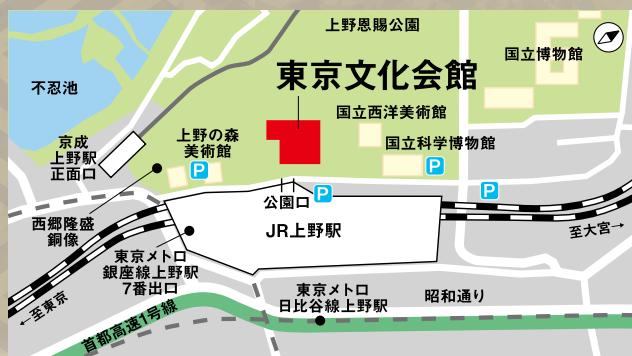 上野恩賜公園
国立博物館
東京文化会館
不忍池
国立西洋美術館
京成
上野駅
正面口
上野の森
美術館
国立科学博物館
P
P
P
P
公園口
西郷隆盛
銅像
JR上野駅
至大宮→
東京メトロ
銀座線上野駅
7番出口
東京メトロ
日比谷線上野駅
昭和通り
←至東京
首都高速1号線